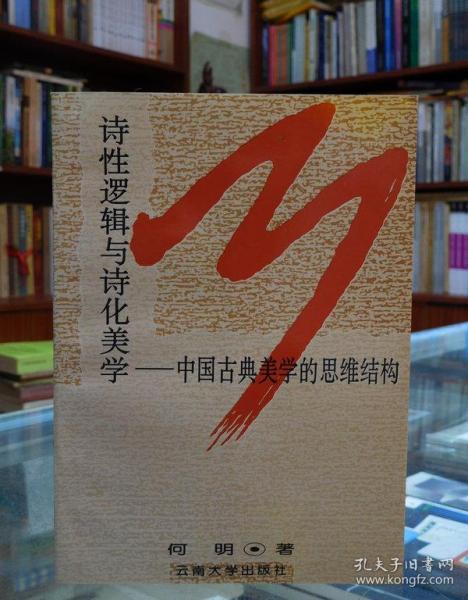 诗性逻辑与诗化美学
——中国古典美学的思维结构
何 明 著
云南大学出版社
孔夫子旧书网
www.kongfz.com